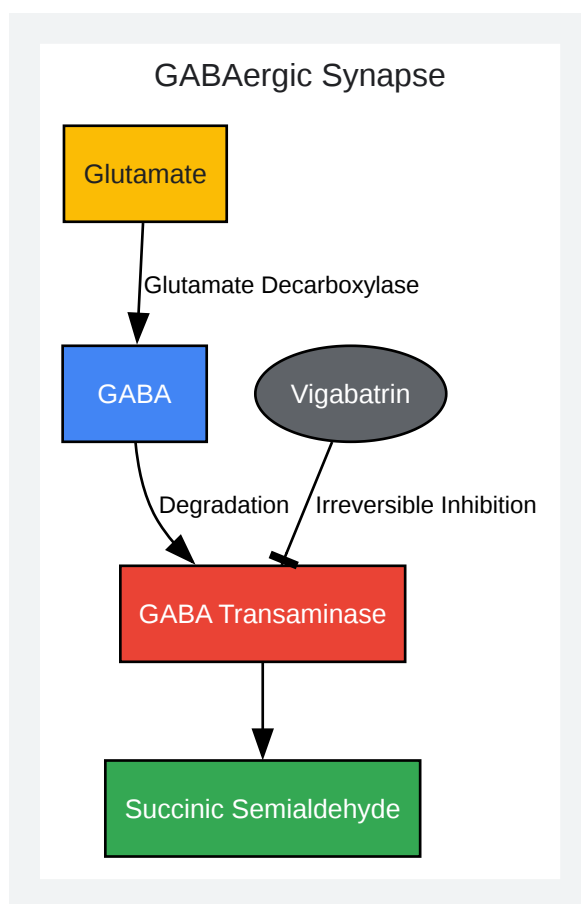 GABAergic Synapse
Glutamate
Glutamate Decarboxylase
GABA
Vigabatrin
Degradation
Irreversible Inhibition
GABA Transaminase
Succinic Semialdehyde